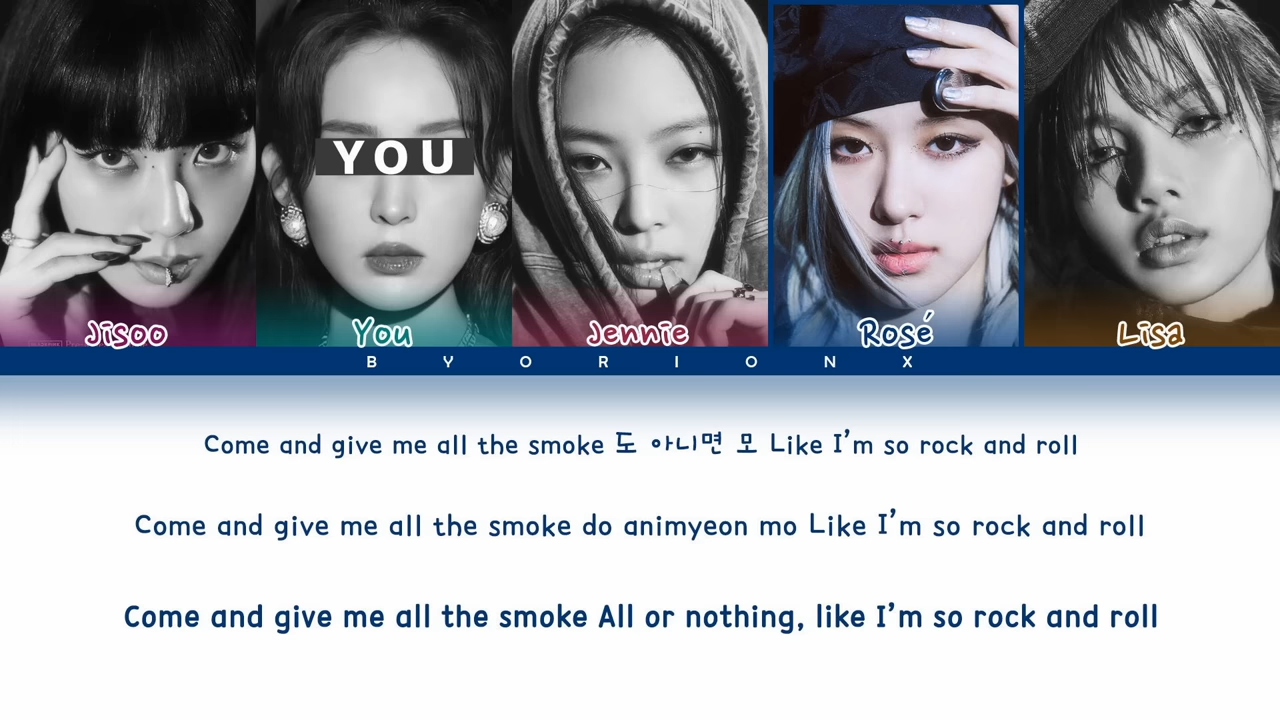 YOU
Jisoo
You
Jennie
Rosé
Lisa
BYORIONX
Come and give me all the smoke 도 아니면 모 Like I’m so rock and roll
Come and give me all the smoke do animyeon mo Like I’m so rock and roll
Come and give me all the smoke All or nothing, like I’m so rock and roll